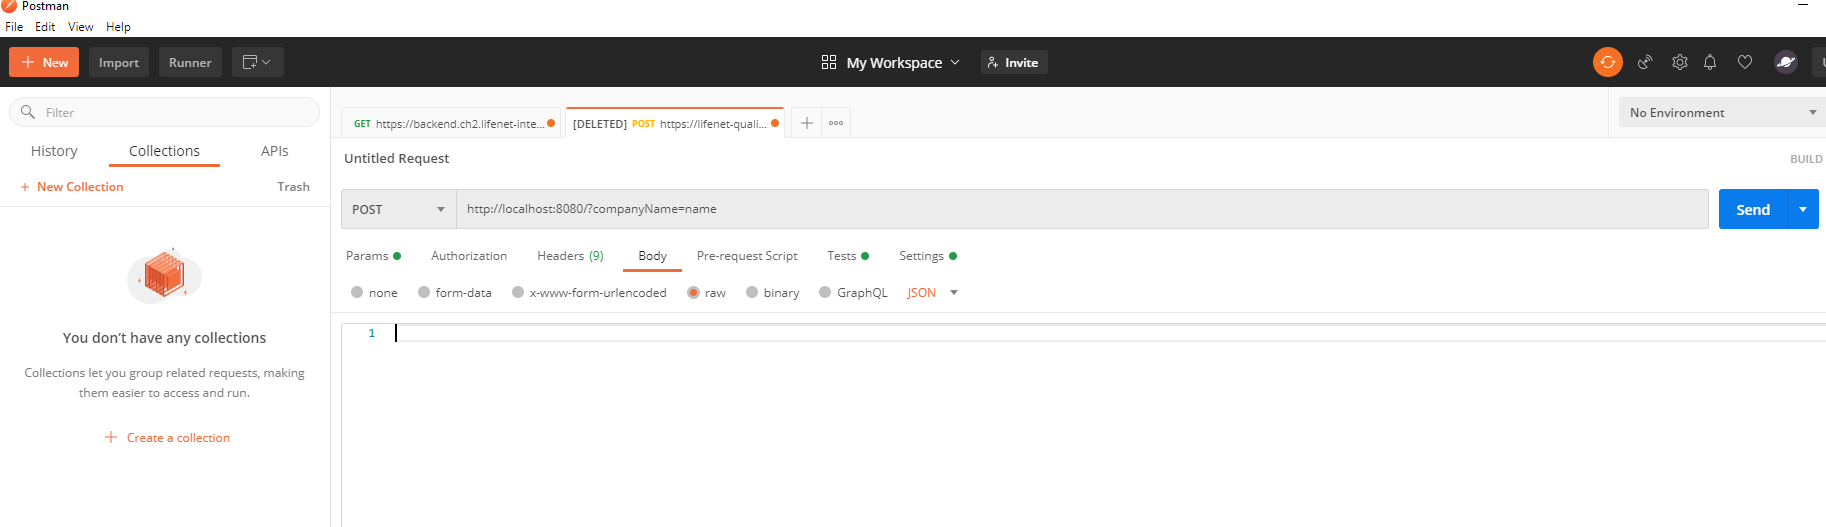 Postman
File Edit View Help
New Import Runner My Workspace Invite
Filter
GET https://backend.ch2.lifenet-inte... [DELETED] POST https://lifenet-quali... No Environment
History Collections APIs
Untitled Request BUILD
+ New Collection Trash
POST http://localhost:8080/?companyName=name Send
Params Authorization Headers (9) Body Pre-request Script Tests Settings
none form-data x-www-form-urlencoded raw binary GraphQL JSON
1
You don't have any collections
Collections let you group related requests, making
them easier to access and run.
+ Create a collection